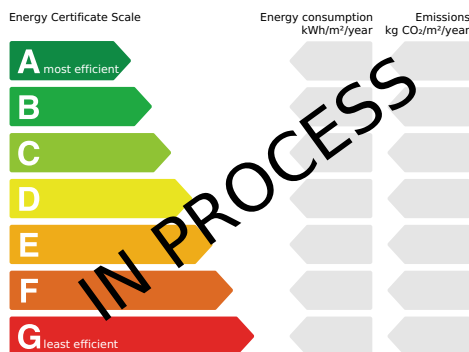 Energy Certificate Scale
Energy consumption
kWh/m²/year
Emissions
kg CO₂/m²/year
A most efficient
B
C
D
E
F
G least efficient
IN PROCESS